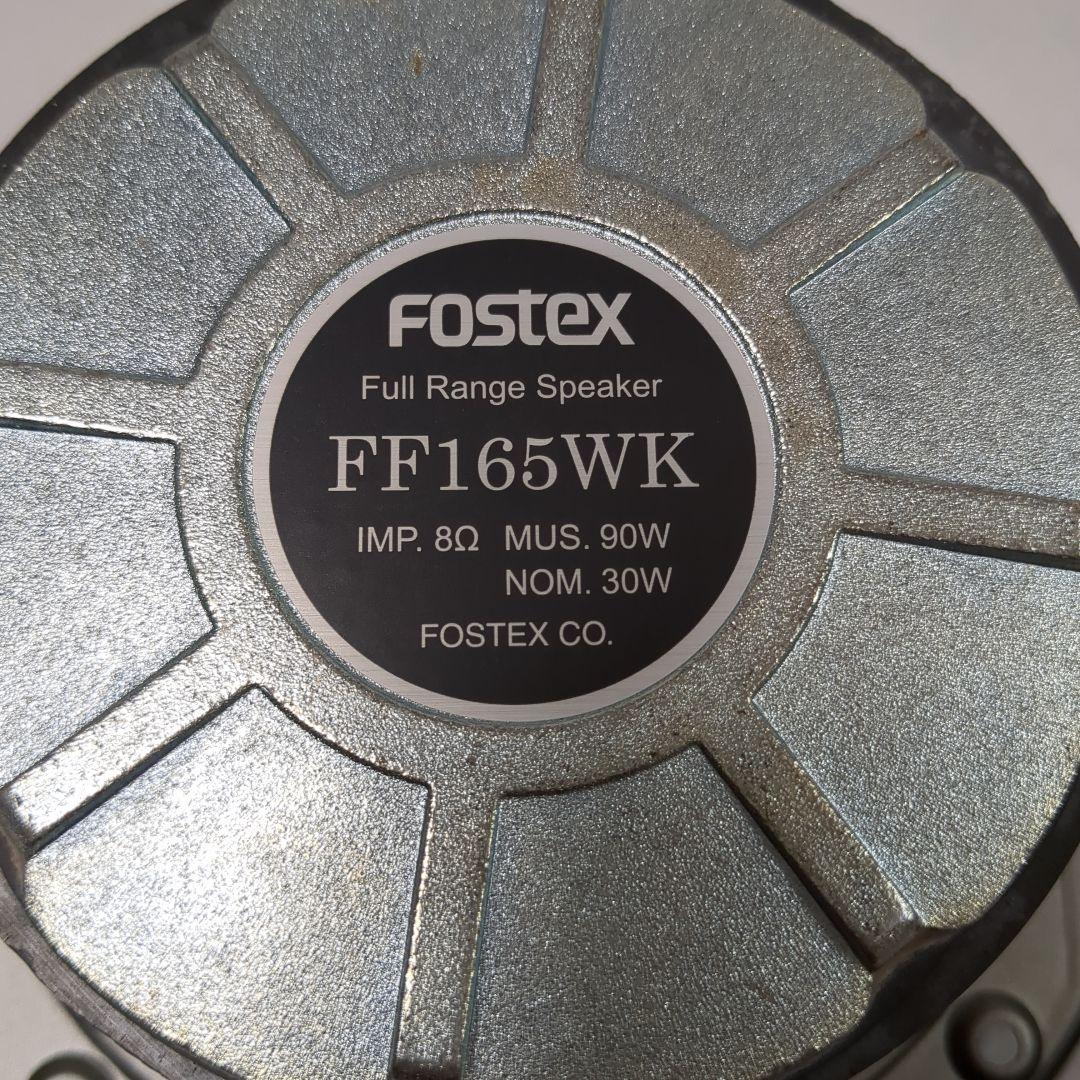 FOSTEX
Full Range Speaker
FF165WK
IMP. 8Ω MUS. 90W
NOM. 30W
FOSTEX CO.